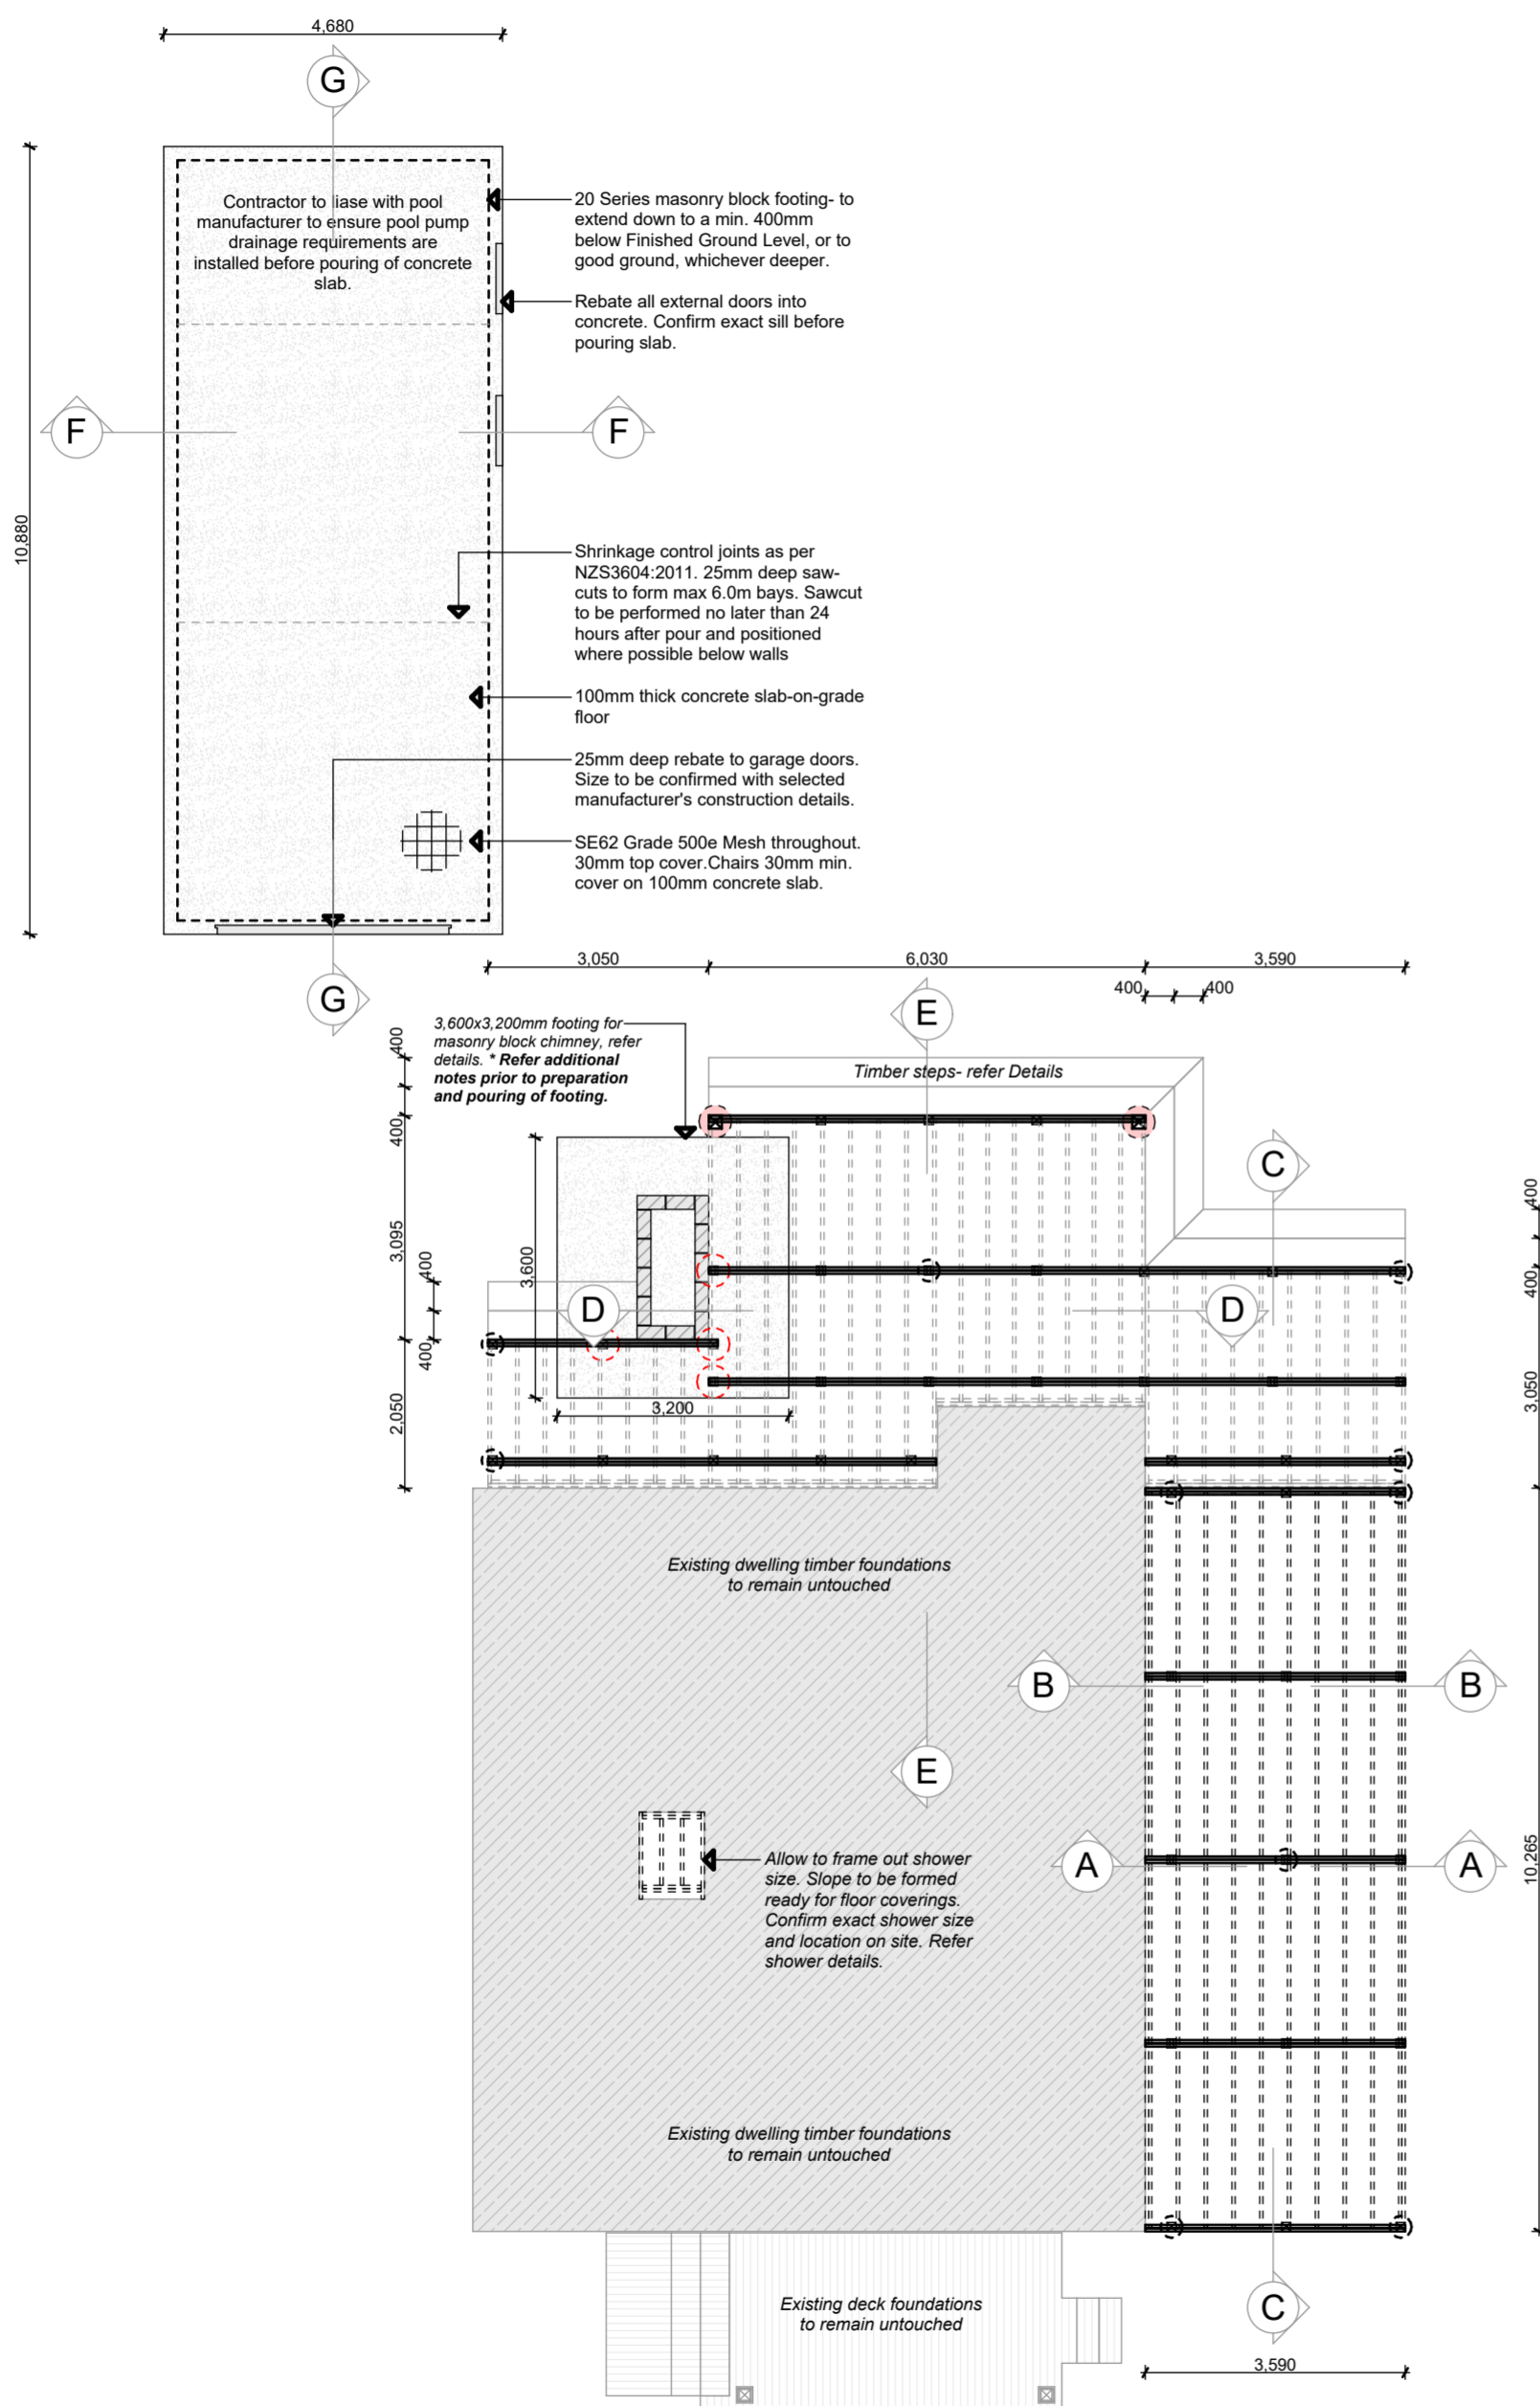 4,680
G
Contractor to liase with pool
manufacturer to ensure pool pump
drainage requirements are
installed before pouring of concrete
slab.
20 Series masonry block footing- to
extend down to a min. 400mm
below Finished Ground Level, or to
good ground, whichever deeper.
Rebate all external doors into
concrete. Confirm exact sill before
pouring slab.
F
F
10,880
Shrinkage control joints as per
NZS3604:2011. 25mm deep saw-
cuts to form max 6.0m bays. Sawcut
to be performed no later than 24
hours after pour and positioned
where possible below walls
100mm thick concrete slab-on-grade
floor
25mm deep rebate to garage doors.
Size to be confirmed with selected
manufacturer's construction details.
SE62 Grade 500e Mesh throughout.
30mm top cover.Chairs 30mm min.
cover on 100mm concrete slab.
G
3,050
6,030
3,590
400
400
E
3,600x3,200mm footing for
masonry block chimney, refer
details. * Refer additional
notes prior to preparation
and pouring of footing.
400
Timber steps- refer Details
400
C
400
3,095
400
3,600
400
D
D
400
3,200
2,050
3,050
Existing dwelling timber foundations
to remain untouched
B
B
E
A
A
Allow to frame out shower
size. Slope to be formed
ready for floor coverings.
Confirm exact shower size
and location on site. Refer
shower details.
10,265
Existing dwelling timber foundations
to remain untouched
Existing deck foundations
to remain untouched
C
3,590